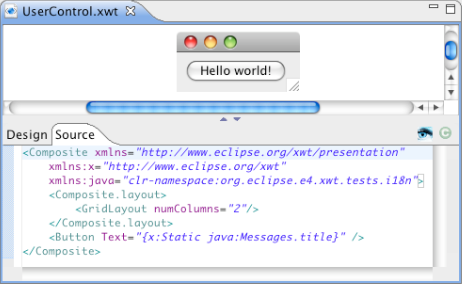 UserControl.xwt
Hello world!
Design Source
<Composite xmlns="http://www.eclipse.org/xwt/presentation"
xmlns:x="http://www.eclipse.org/xwt"
xmlns:java="clr-namespace:org.eclipse.e4.xwt.tests.i18n">
<Composite.layout>
<GridLayout numColumns="2"/>
</Composite.layout>
<Button Text="{x:Static java:Messages.title}" />
</Composite>